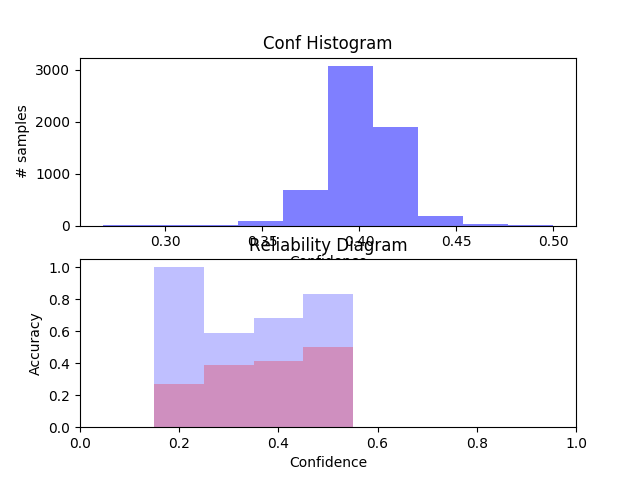 Conf Histogram
# samples
3000
2000
1000
0
0.30 0.35 0.40 0.45 0.50
Confidence
Reliability Diagram
Accuracy
1.0
0.8
0.6
0.4
0.2
0.0
0.0 0.2 0.4 0.6 0.8 1.0
Confidence